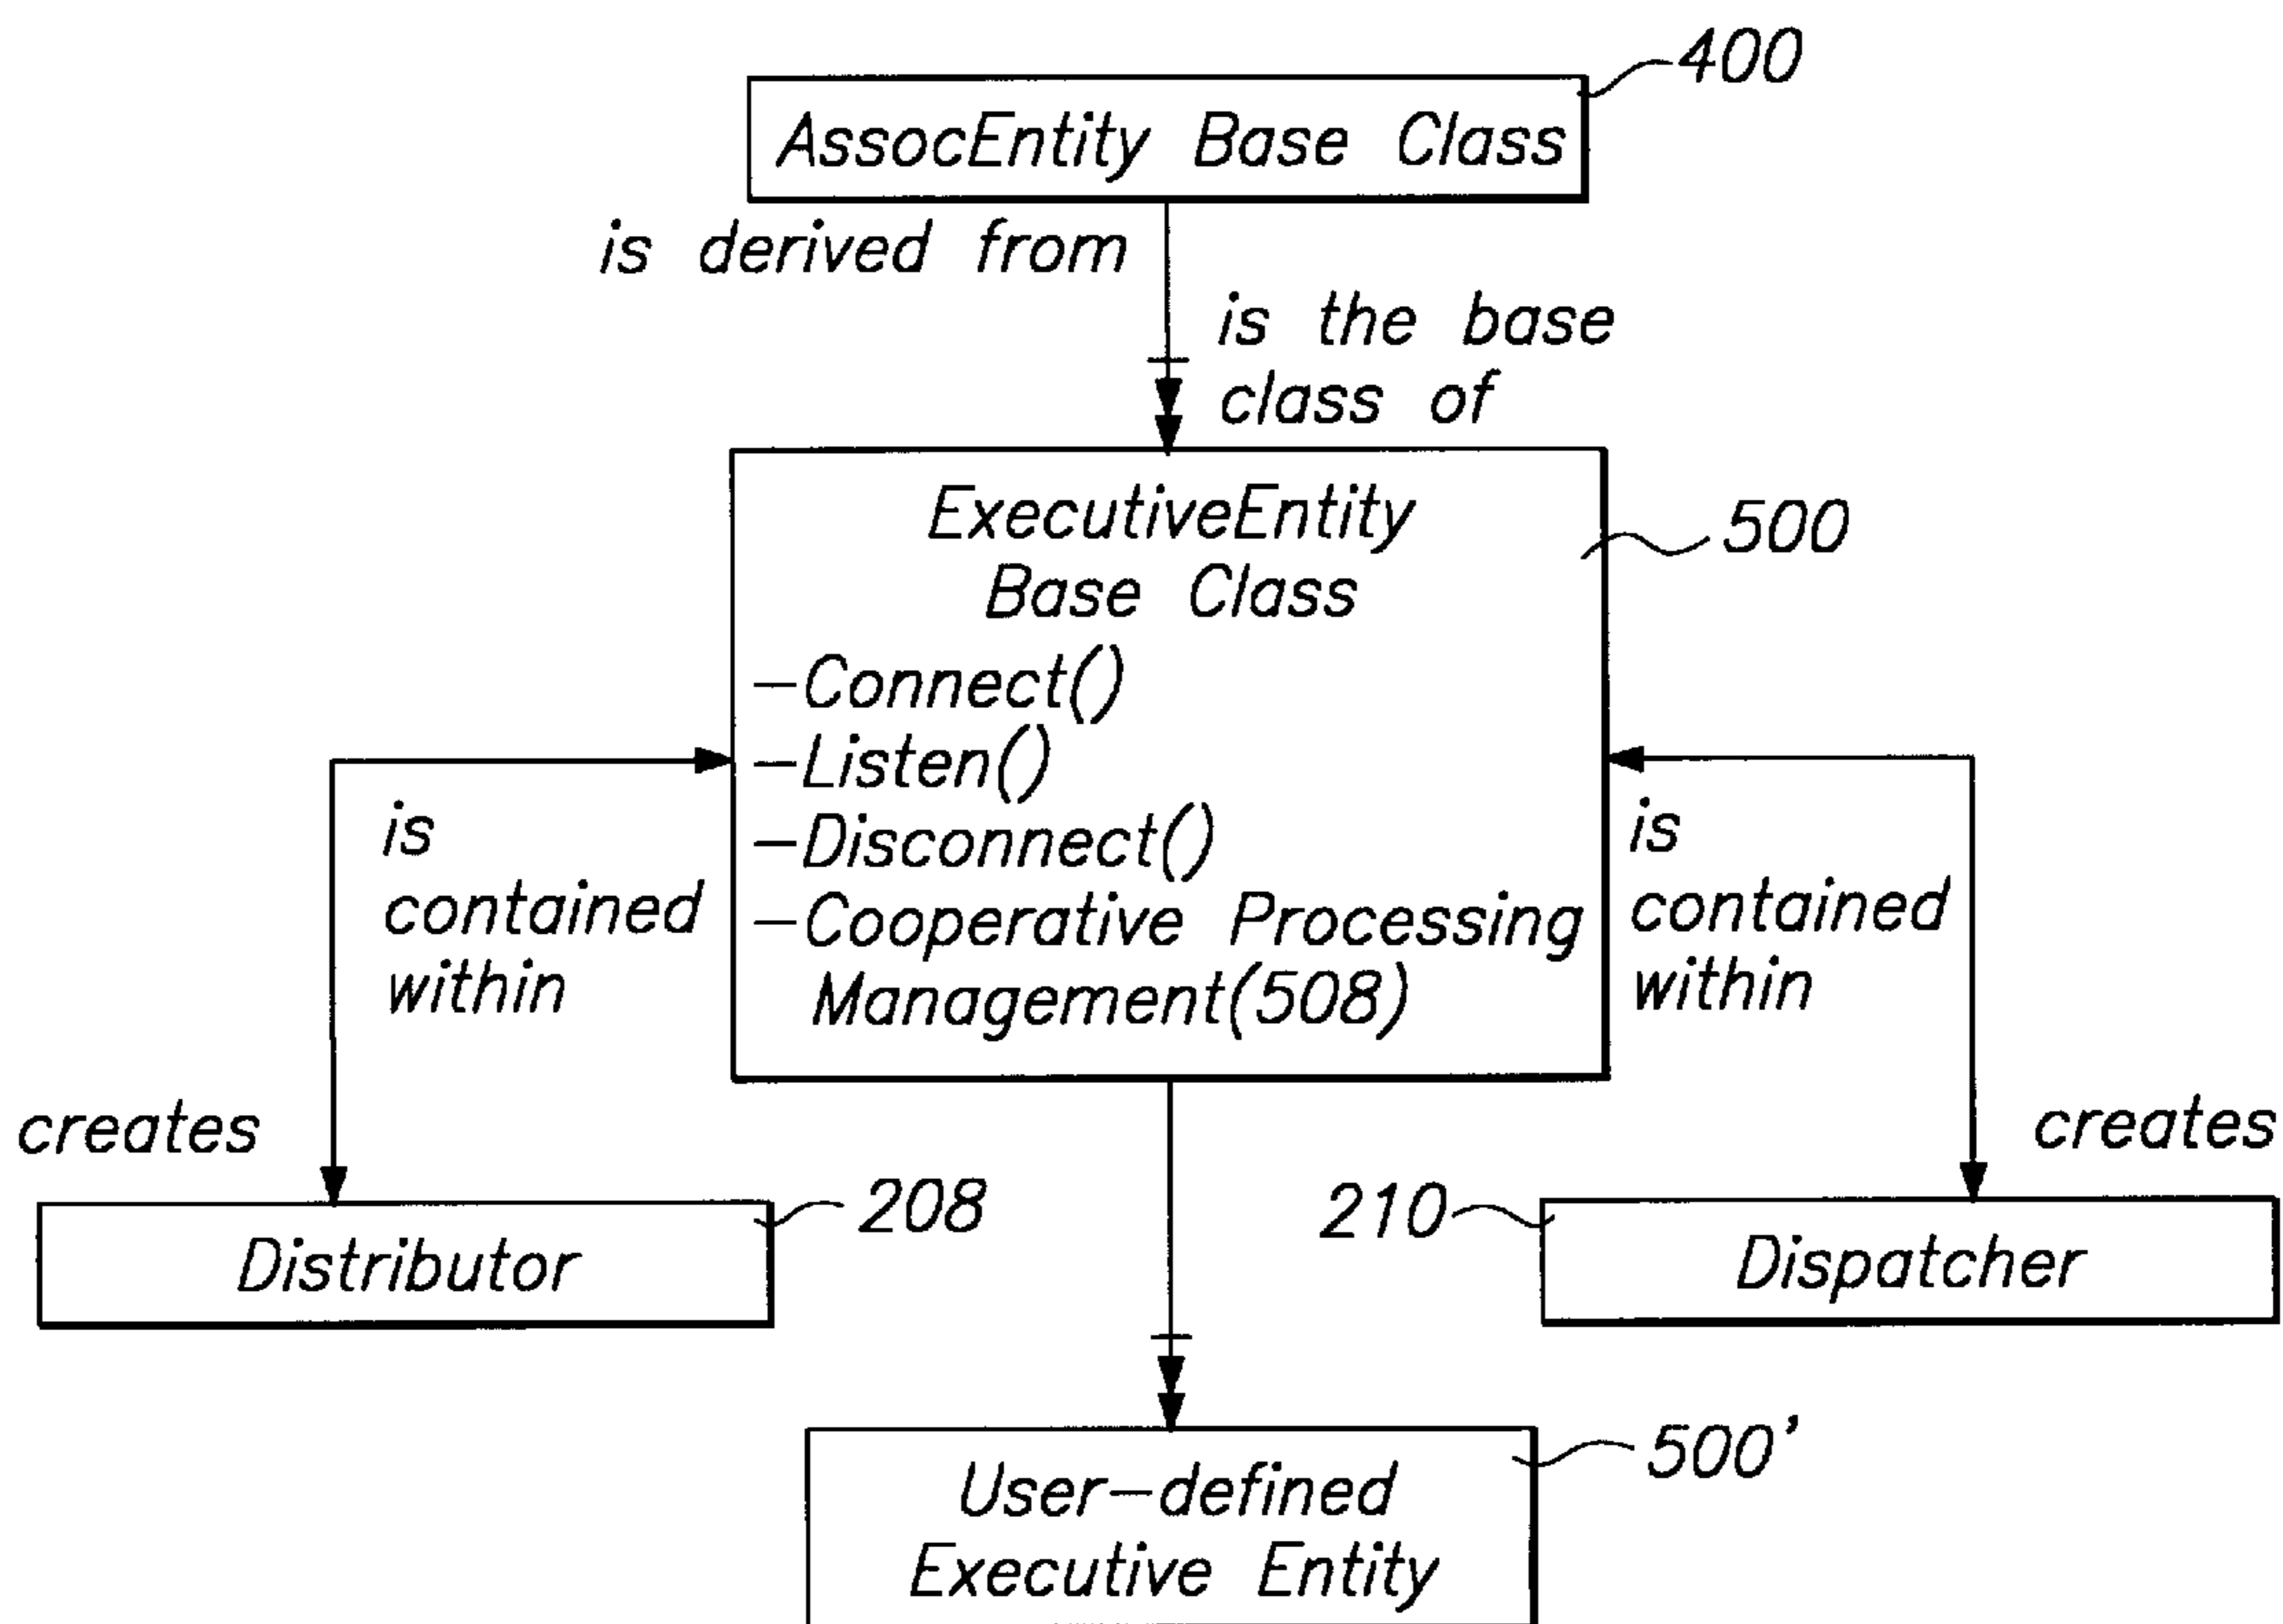 400
AssocEntity Base Class
is derived from
is the base
class of
ExecutiveEntity
Base Class
500
—Connect()
—Listen()
—Disconnect()
—Cooperative Processing
Management(508)
is
contained
within
is
contained
within
creates
creates
208
Distributor
210
Dispatcher
500'
User—defined
Executive Entity